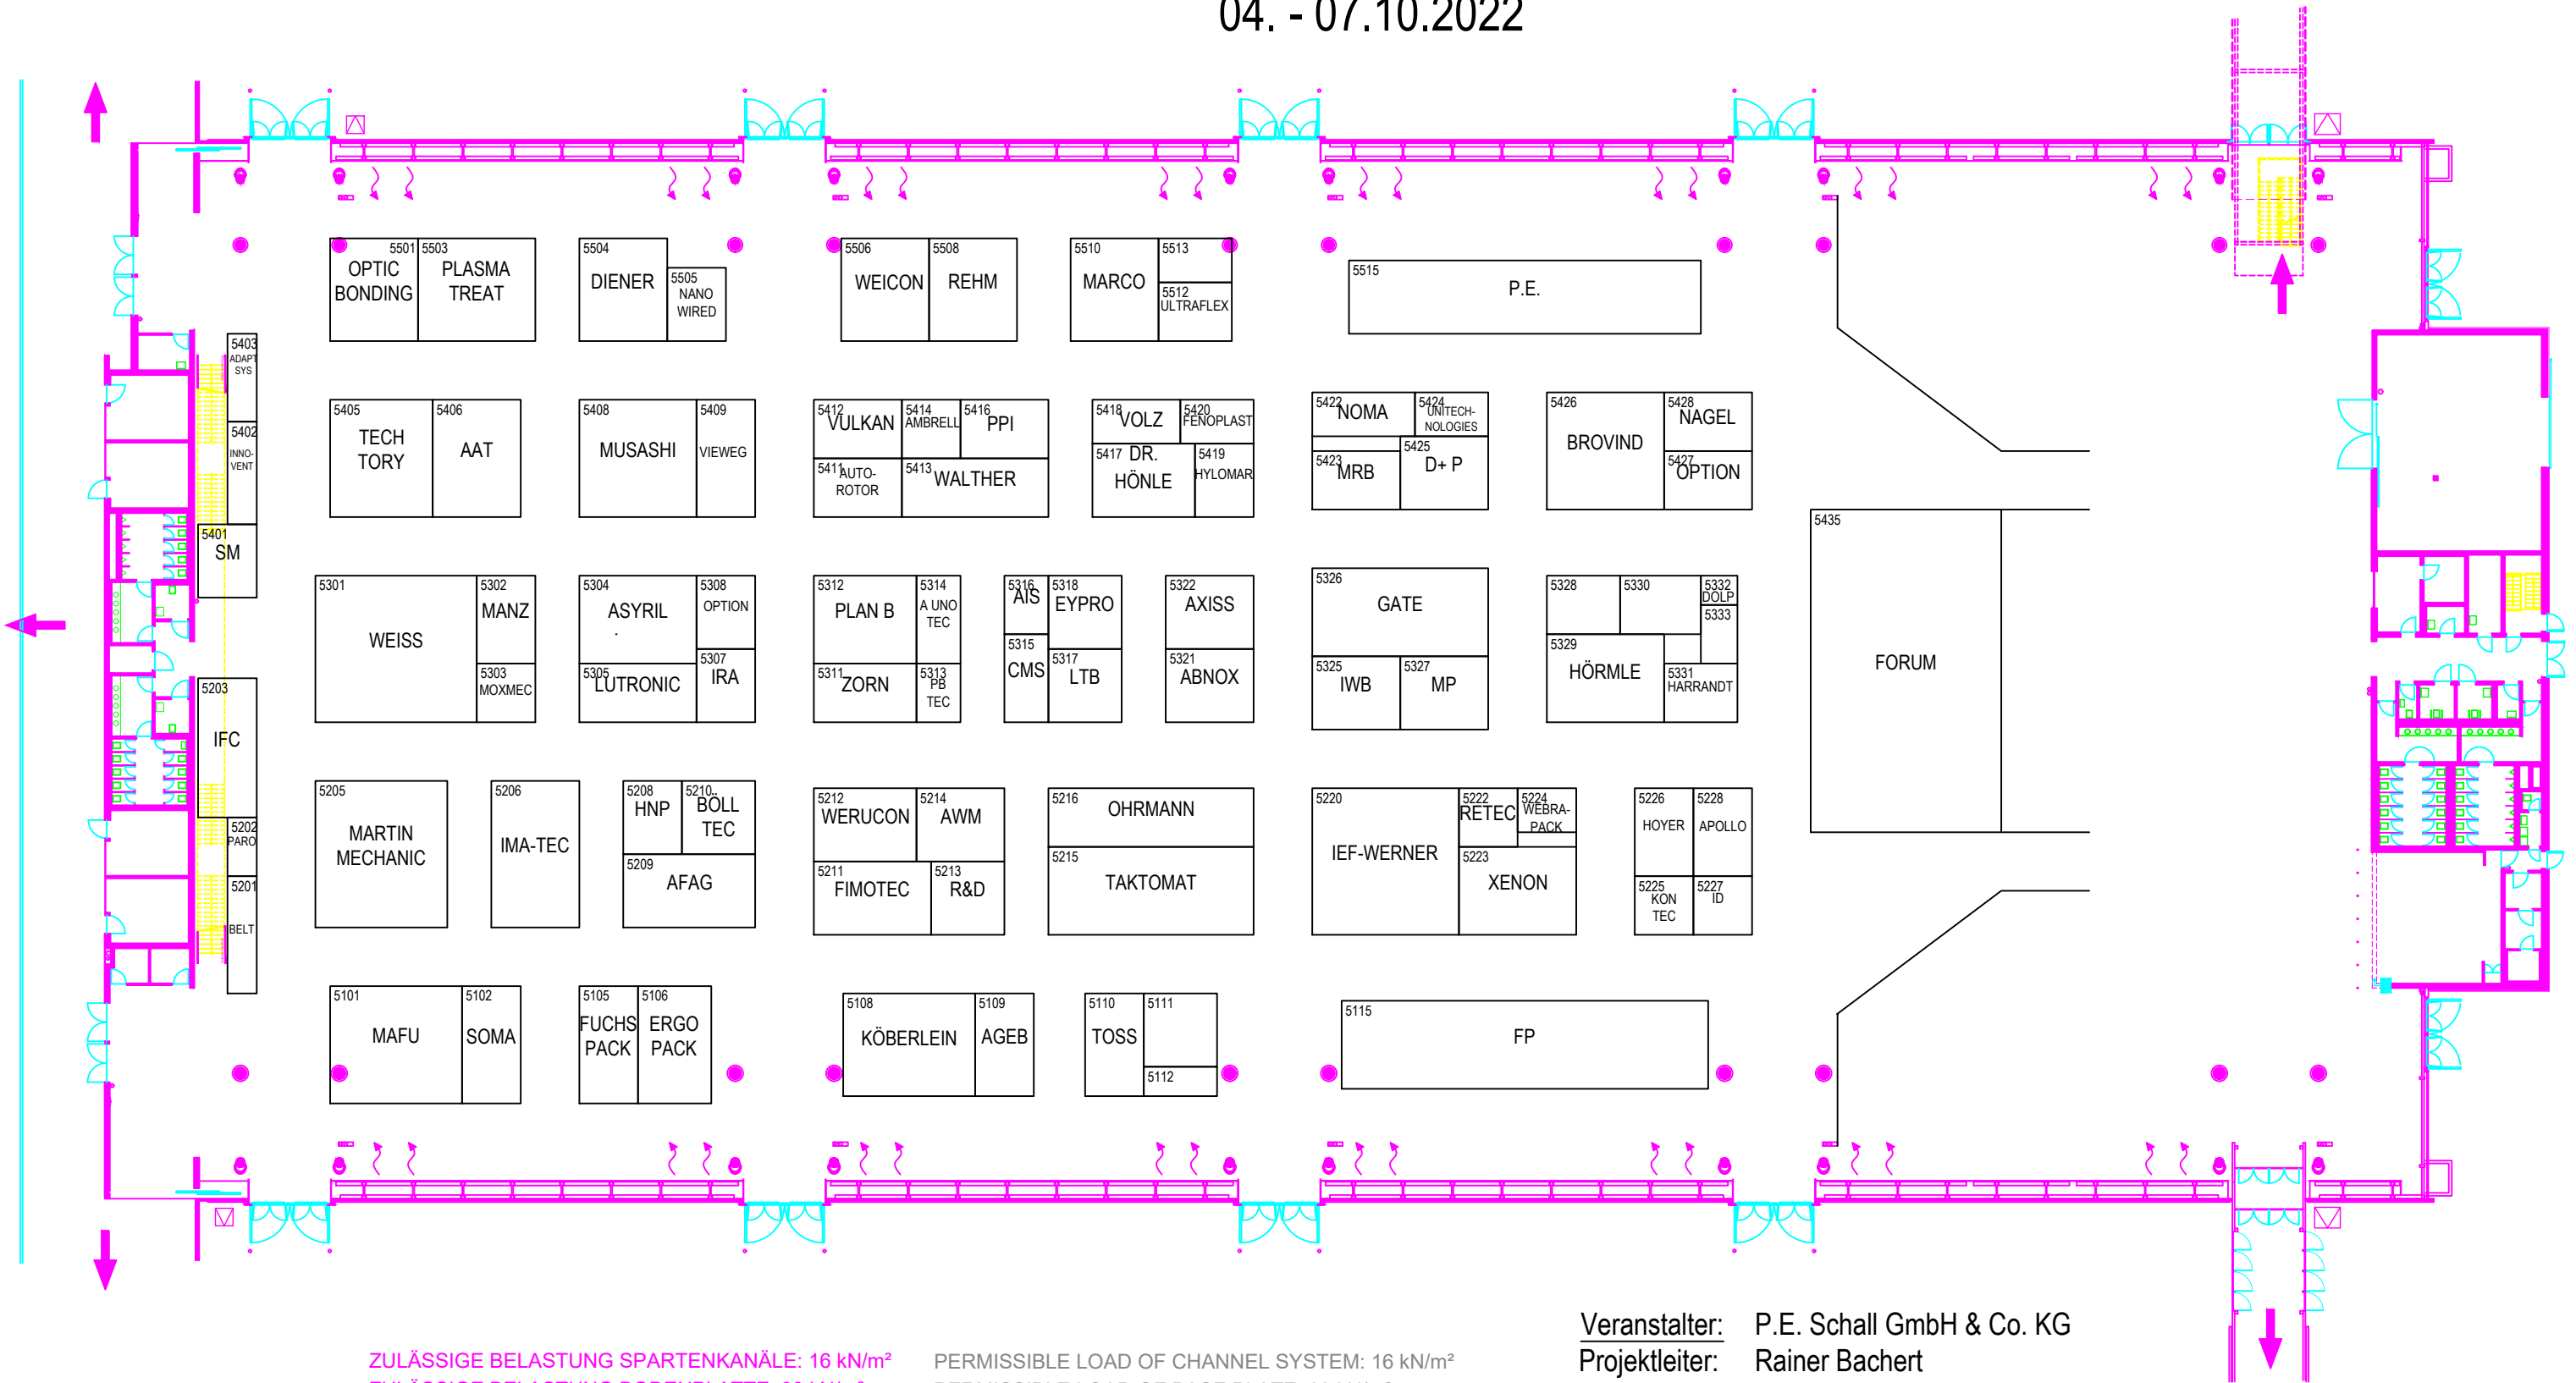 04. - 07.10.2022
5501
OPTIC
BONDING
5503
PLASMA
TREAT
5504
DIENER
5505
NANO
WIRED
5506
WEICON
5508
REHM
5510
MARCO
5513
5512
ULTRAFLEX
5515
P.E.
5403
ADAPT
SYS
5402
INNO-
VENT
5401
SM
5405
TECH
TORY
5406
AAT
5408
MUSASHI
5409
VIEWEG
5412
VULKAN
5414
AMBRELL
5416
PPI
5411
AUTO-
ROTOR
5413
WALTHER
5418
VOLZ
5420
FENOPLAST
5417
DR.
HÖNLE
5419
HYLOMAR
5422
NOMA
5424
UNITECH-
NOLOGIES
5423
MRB
5425
D+ P
5426
BROVIND
5428
NAGEL
5427
OPTION
5435
FORUM
5301
WEISS
5302
MANZ
5303
MOXMEC
5304
ASYRIL
.
5308
OPTION
5305
LUTRONIC
5307
IRA
5312
PLAN B
5314
A UNO
TEC
5311
ZORN
5313
PB
TEC
5316
AIS
5318
EYPRO
5315
CMS
5317
LTB
5322
AXISS
5321
ABNOX
5326
GATE
5325
IWB
5327
MP
5328
5330
5332
DOLP
5333
5329
HÖRMLE
5331
HARRANDT
5203
IFC
5202
PARO
5201
BELT
5205
MARTIN
MECHANIC
5206
IMA-TEC
5208
HNP
5210
BÖLL
TEC
5209
AFAG
5212
WERUCON
5214
AWM
5211
FIMOTEC
5213
R&D
5216
OHRMANN
5215
TAKTOMAT
5220
IEF-WERNER
5222
RETEC
5224
WEBRA-
PACK
5223
XENON
5226
HOYER
5228
APOLLO
5225
KON
TEC
5227
ID
5101
MAFU
5102
SOMA
5105
FUCHS
PACK
5106
ERGO
PACK
5108
KÖBERLEIN
5109
AGEB
5110
TOSS
5111
5112
5115
FP
Veranstalter: P.E. Schall GmbH & Co. KG
Projektleiter: Rainer Bachert
ZULÄSSIGE BELASTUNG SPARTENKANÄLE: 16 kN/m² PERMISSIBLE LOAD OF CHANNEL SYSTEM: 16 kN/m²